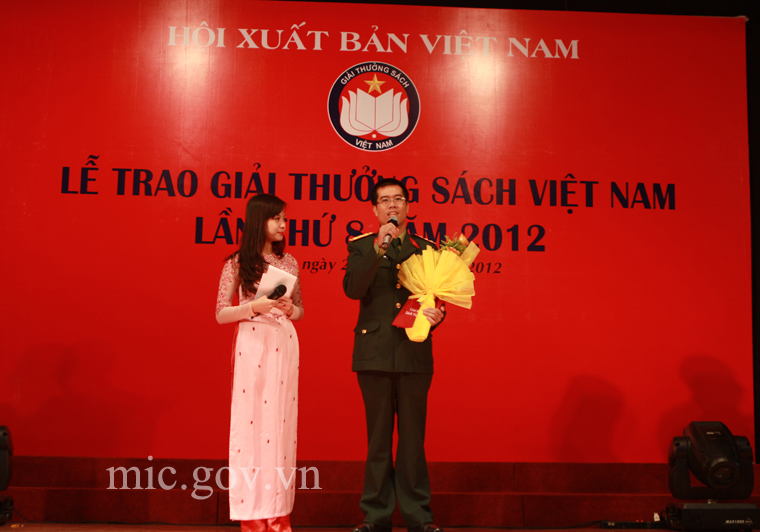 HỘI XUẤT BẢN VIỆT NAM
GIẢI THƯỞNG SÁCH
VIỆT NAM
LỄ TRAO GIẢI THƯỞNG SÁCH VIỆT NAM
LẦN THỨ 8 NĂM 2012
ngày 2 2012
mic.gov.vn